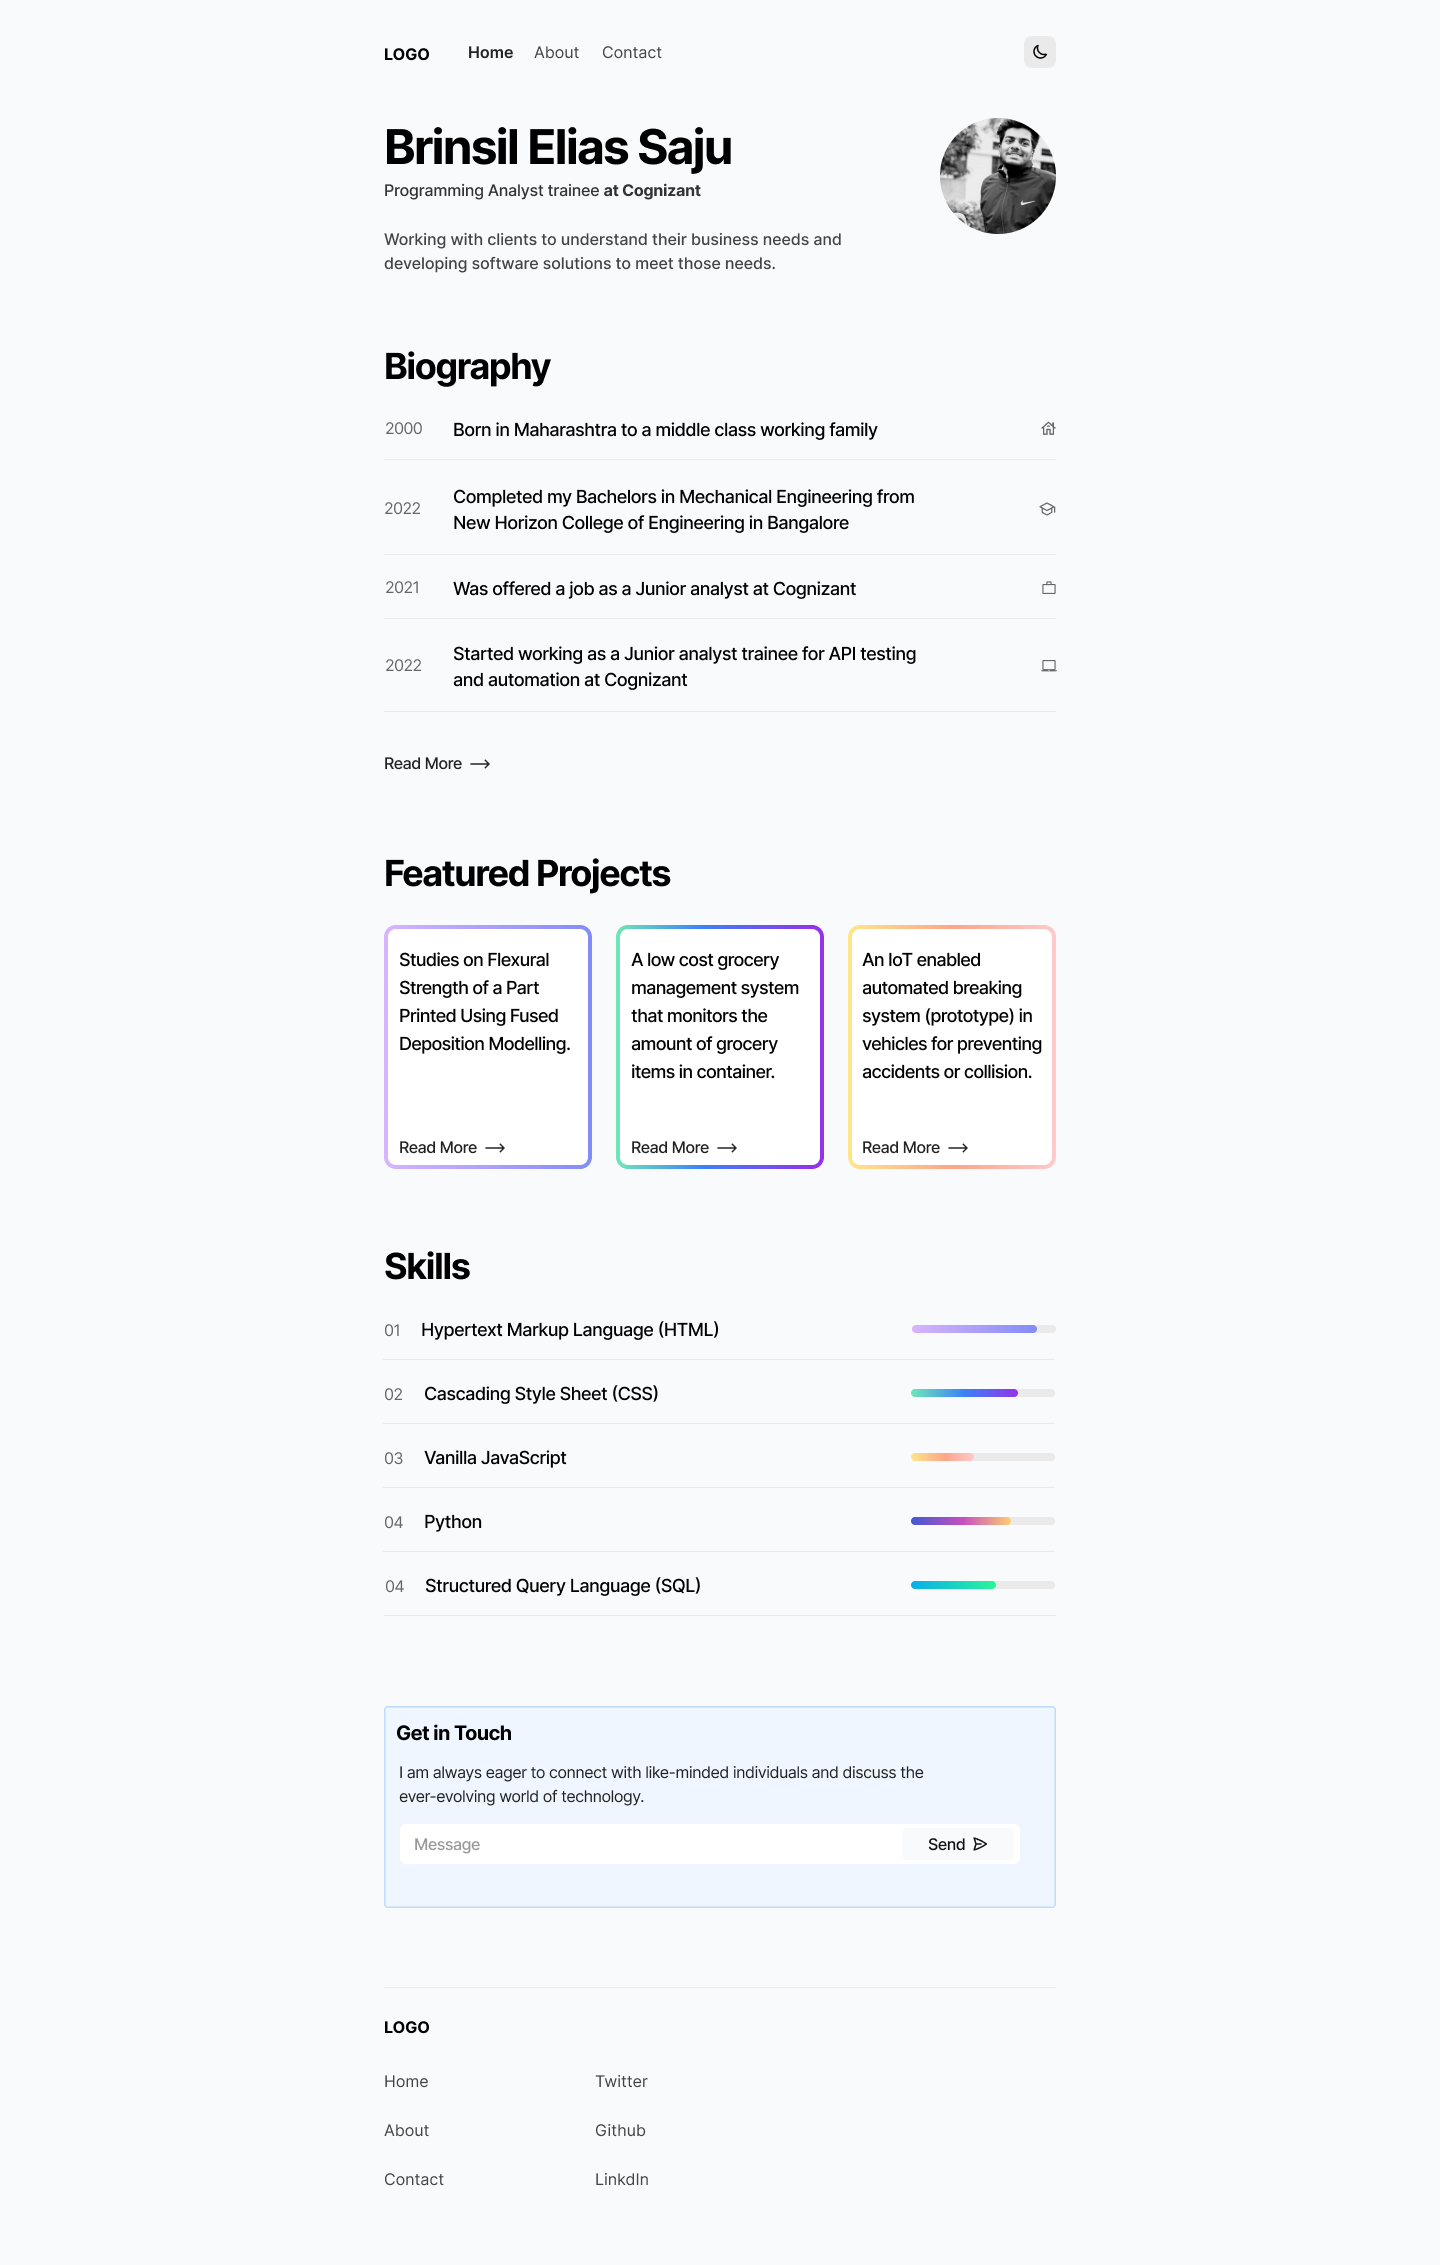 LOGO Home About Contact
Brinsil Elias Saju
Programming Analyst trainee at Cognizant
Working with clients to understand their business needs and
developing software solutions to meet those needs.
Biography
2000 Born in Maharashtra to a middle class working family
2022 Completed my Bachelors in Mechanical Engineering from
New Horizon College of Engineering in Bangalore
2021 Was offered a job as a Junior analyst at Cognizant
2022 Started working as a Junior analyst trainee for API testing
and automation at Cognizant
Read More
Featured Projects
Studies on Flexural
Strength of a Part
Printed Using Fused
Deposition Modelling.
Read More
A low cost grocery
management system
that monitors the
amount of grocery
items in container.
Read More
An IoT enabled
automated breaking
system (prototype) in
vehicles for preventing
accidents or collision.
Read More
Skills
01 Hypertext Markup Language (HTML)
02 Cascading Style Sheet (CSS)
03 Vanilla JavaScript
04 Python
04 Structured Query Language (SQL)
Get in Touch
I am always eager to connect with like-minded individuals and discuss the
ever-evolving world of technology.
Message Send
LOGO
Home Twitter
About Github
Contact LinkdIn